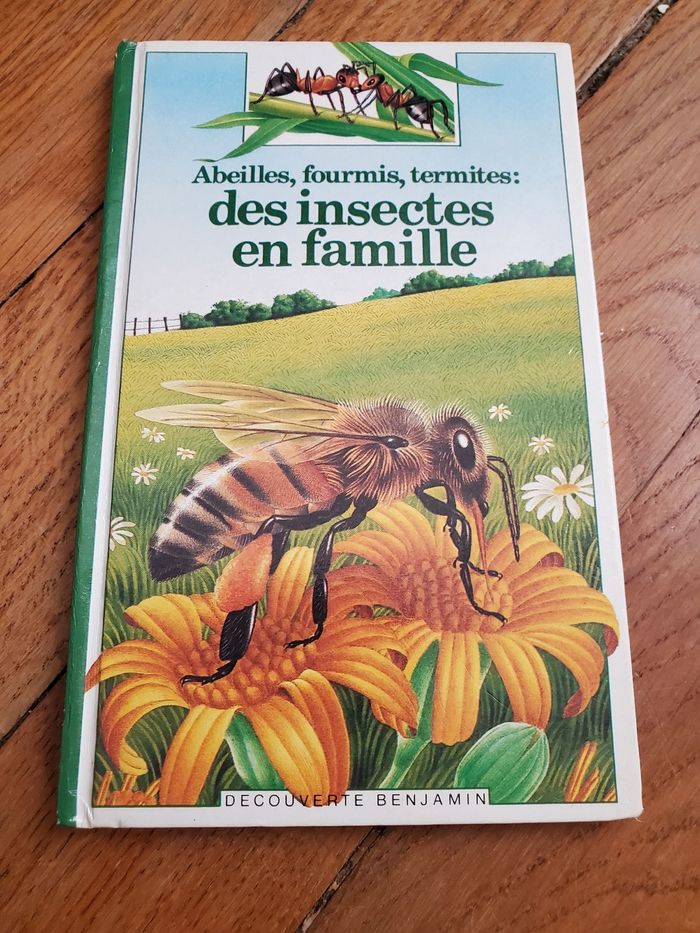 Abeilles, fourmis, termites:
des insectes
en famille
DECOUVERTE BENJAMIN